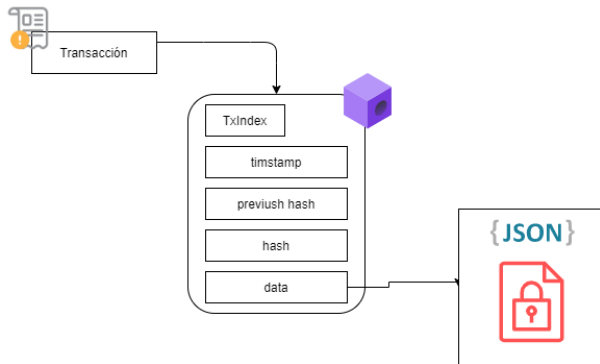 Transacción
TxIndex
timstamp
previush hash
hash
data
{JSON}